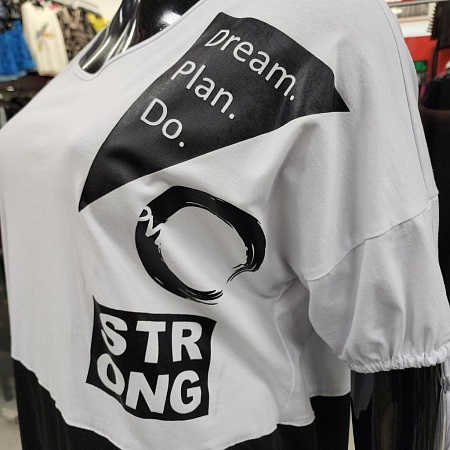 Dream.
Plan.
Do.
STR
ONG